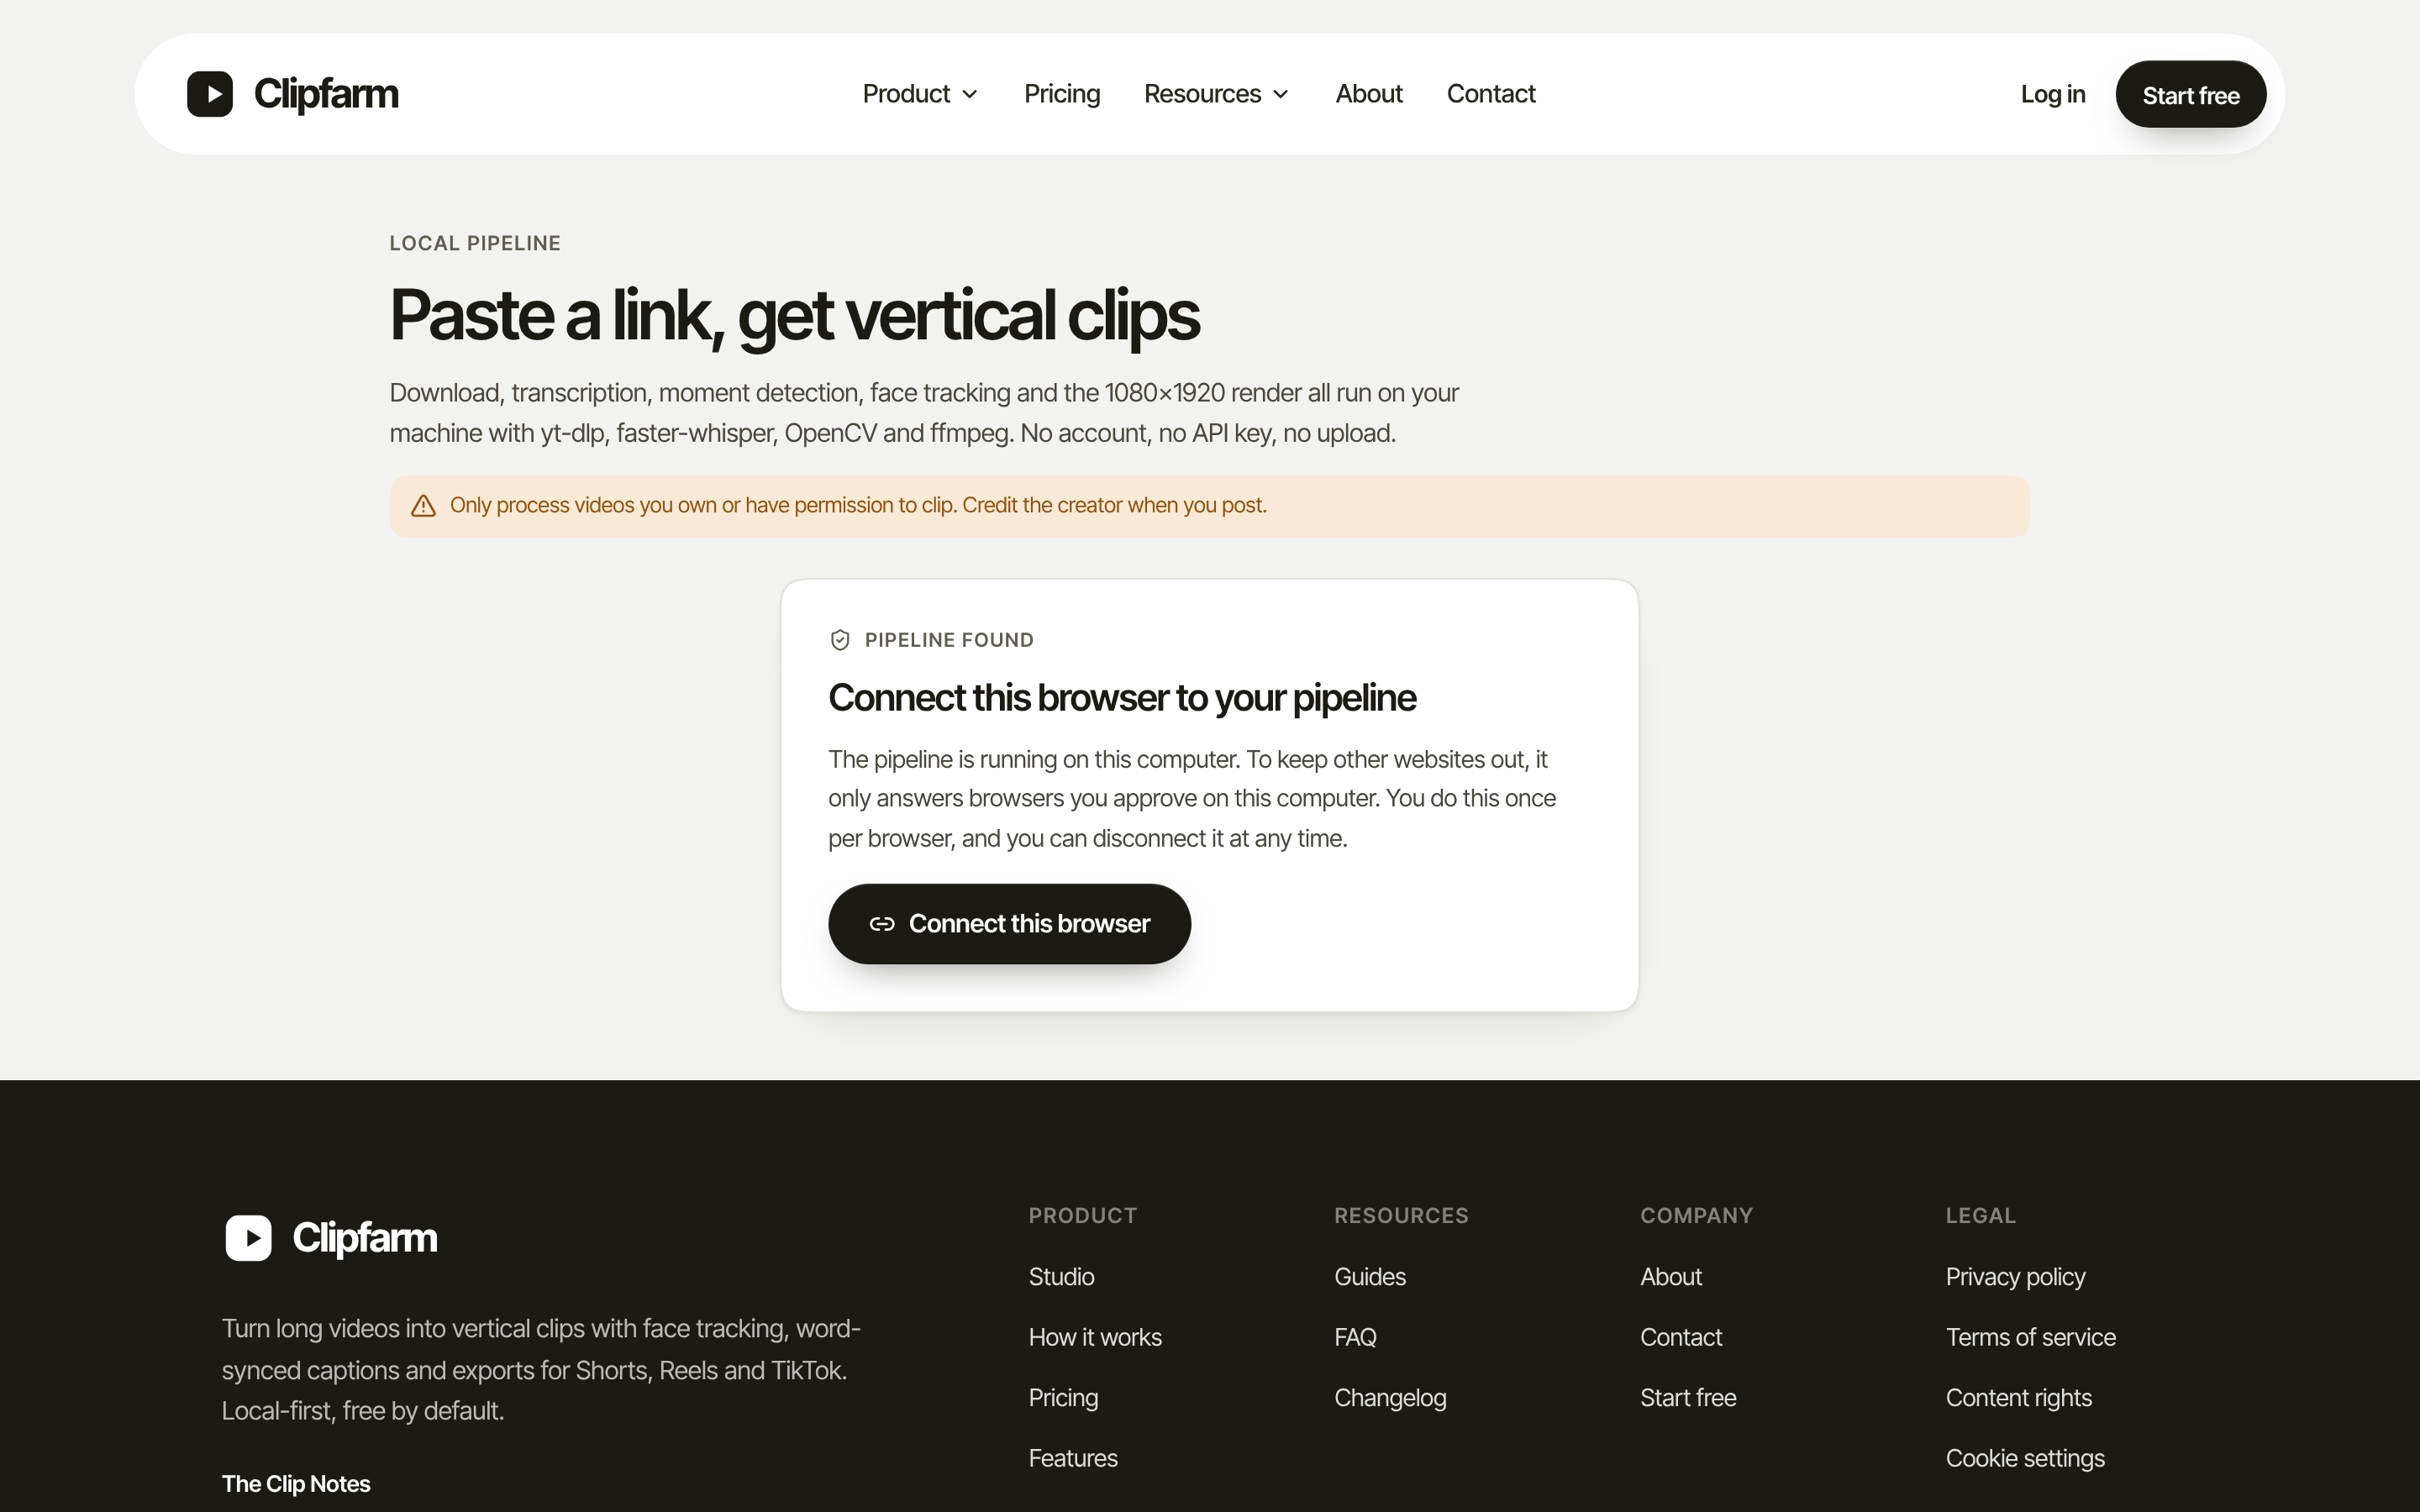 Clipfarm
Product
Pricing
Resources
About
Contact
Log in
Start free
LOCAL PIPELINE
Paste a link, get vertical clips
Download, transcription, moment detection, face tracking and the 1080×1920 render all run on your
machine with yt-dlp, faster-whisper, OpenCV and ffmpeg. No account, no API key, no upload.
Only process videos you own or have permission to clip. Credit the creator when you post.
PIPELINE FOUND
Connect this browser to your pipeline
The pipeline is running on this computer. To keep other websites out, it
only answers browsers you approve on this computer. You do this once
per browser, and you can disconnect it at any time.
Connect this browser
Clipfarm
Turn long videos into vertical clips with face tracking, word-
synced captions and exports for Shorts, Reels and TikTok.
Local-first, free by default.
The Clip Notes
PRODUCT
Studio
How it works
Pricing
Features
RESOURCES
Guides
FAQ
Changelog
COMPANY
About
Contact
Start free
LEGAL
Privacy policy
Terms of service
Content rights
Cookie settings